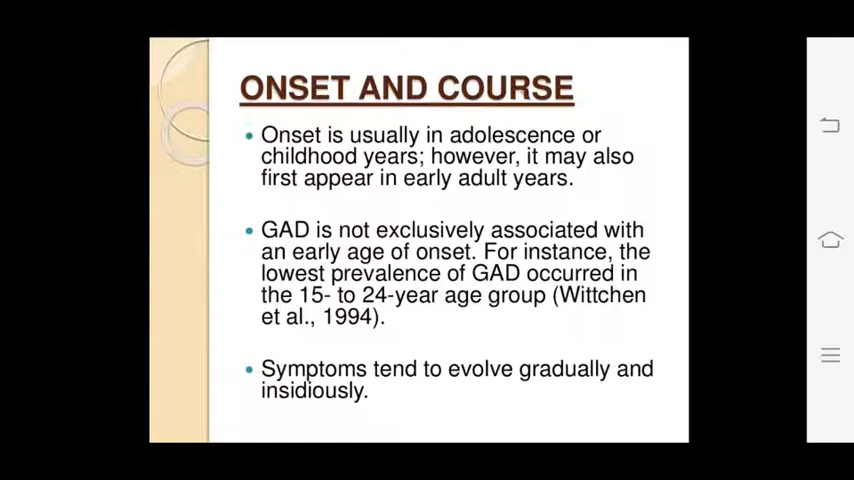 ONSET AND COURSE
• Onset is usually in adolescence or
childhood years; however, it may also
first appear in early adult years.
• GAD is not exclusively associated with
an early age of onset. For instance, the
lowest prevalence of GAD occurred in
the 15- to 24-year age group (Wittchen
et al., 1994).
• Symptoms tend to evolve gradually and
insidiously.